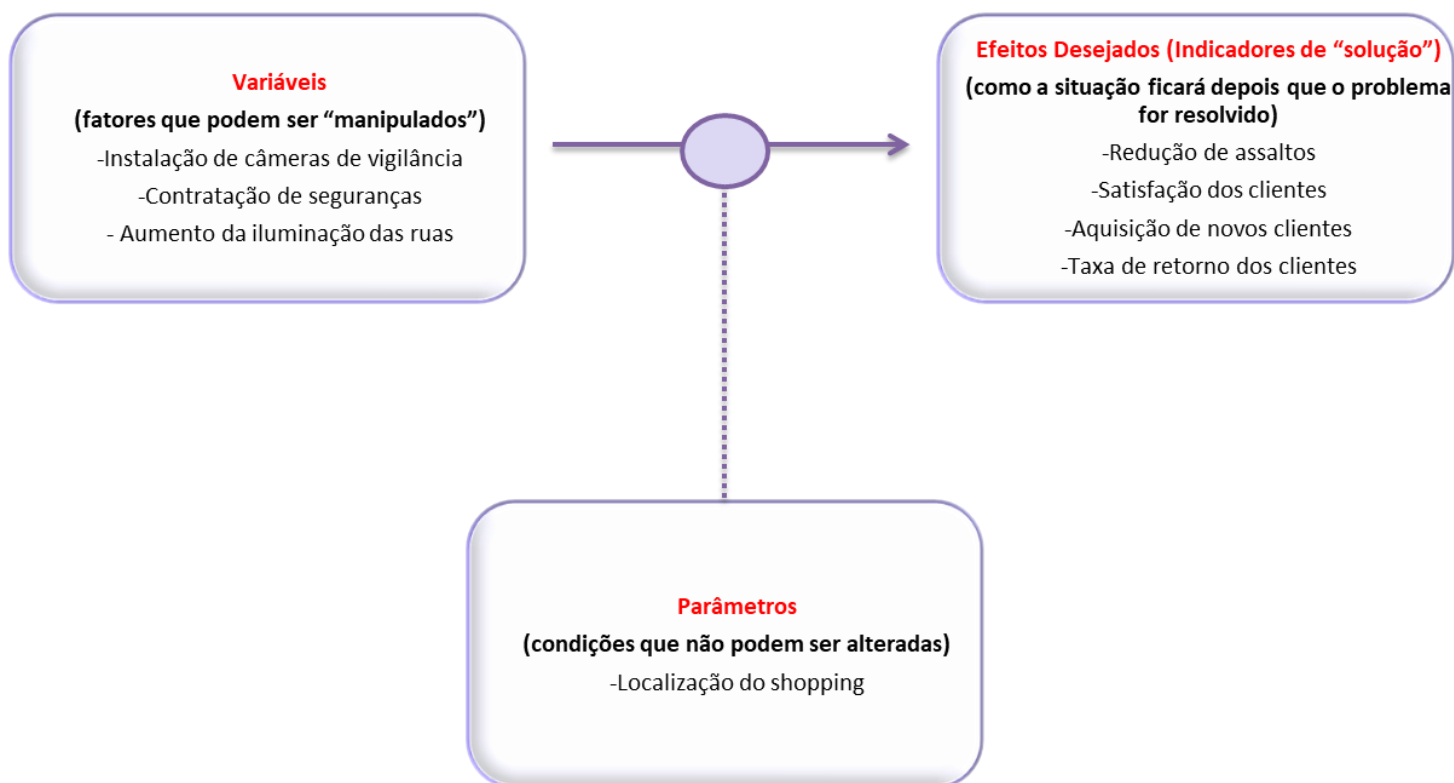 Variáveis
(fatores que podem ser “manipulados”)
-Instalação de câmeras de vigilância
-Contratação de seguranças
- Aumento da iluminação das ruas
Efeitos Desejados (Indicadores de “solução”)
(como a situação ficará depois que o problema
for resolvido)
-Redução de assaltos
-Satisfação dos clientes
-Aquisição de novos clientes
-Taxa de retorno dos clientes
Parâmetros
(condições que não podem ser alteradas)
-Localização do shopping